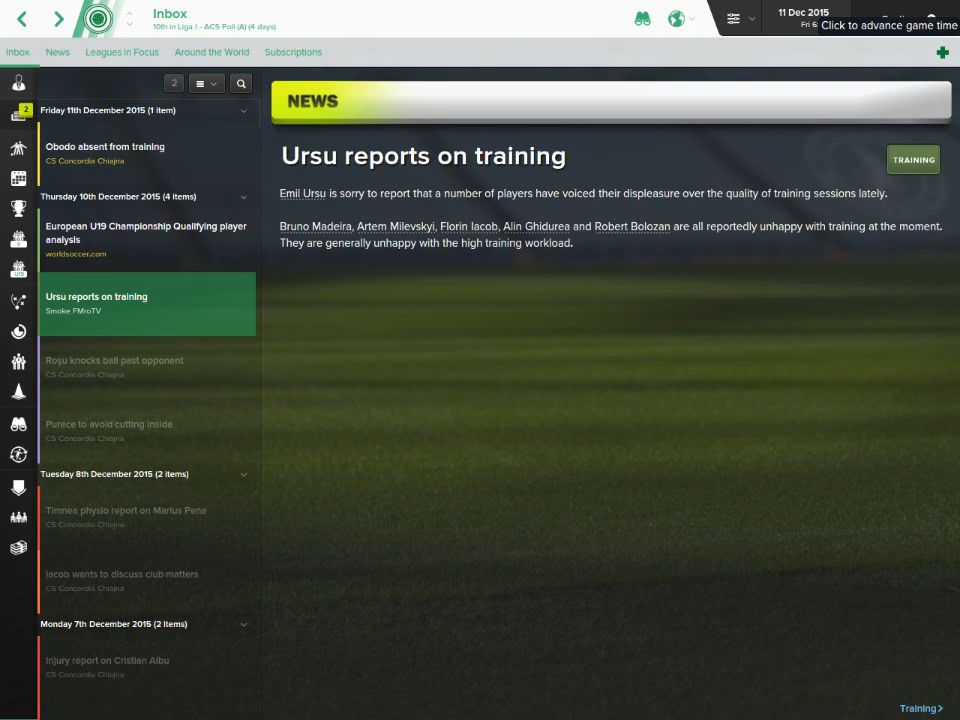 Inbox
10th in Liga I - ACS Poli (A) (4 days)
11 Dec 2015
Fri
Click to advance game time
Inbox
News
Leagues in Focus
Around the World
Subscriptions
2
2
Friday 11th December 2015 (1 item)
Obodo absent from training
CS Concordia Chiajna
Thursday 10th December 2015 (4 items)
European U19 Championship Qualifying player
analysis
worldsoccer.com
Ursu reports on training
Smoke FMroTV
Roşu knocks ball past opponent
CS Concordia Chiajna
Purece to avoid cutting inside
CS Concordia Chiajna
Tuesday 8th December 2015 (2 items)
Timnea physio report on Marius Pena
CS Concordia Chiajna
Iacob wants to discuss club matters
CS Concordia Chiajna
Monday 7th December 2015 (2 items)
Injury report on Cristian Albu
CS Concordia Chiajna
NEWS
Ursu reports on training
TRAINING
Emil Ursu is sorry to report that a number of players have voiced their displeasure over the quality of training sessions lately.
Bruno Madeira, Artem Milevskyi, Florin Iacob, Alin Ghidurea and Robert Bolozan are all reportedly unhappy with training at the moment.
They are generally unhappy with the high training workload.
U19
Training>